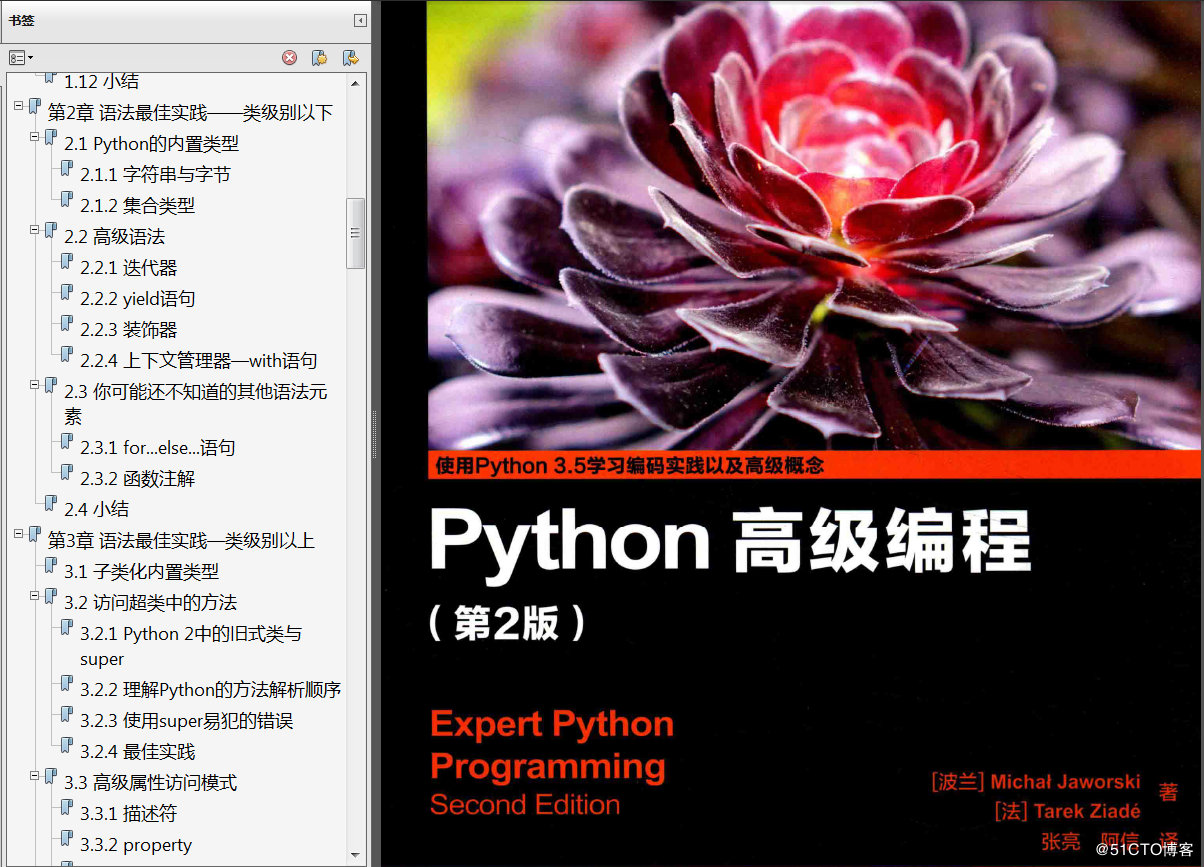 书签
1.12 小结
第2章 语法最佳实践——类级别以下
2.1 Python的内置类型
2.1.1 字符串与字节
2.1.2 集合类型
2.2 高级语法
2.2.1 迭代器
2.2.2 yield语句
2.2.3 装饰器
2.2.4 上下文管理器—with语句
2.3 你可能还不知道的其他语法元
素
2.3.1 for...else...语句
2.3.2 函数注解
2.4 小结
第3章 语法最佳实践—类级别以上
3.1 子类化内置类型
3.2 访问超类中的方法
3.2.1 Python 2中的旧式类与
super
3.2.2 理解Python的方法解析顺序
3.2.3 使用super易犯的错误
3.2.4 最佳实践
3.3 高级属性访问模式
3.3.1 描述符
3.3.2 property
使用Python 3.5学习编码实践以及高级概念
Python 高级编程
（第2版）
Expert Python
Programming
Second Edition
[波兰] Michał Jaworski
[法] Tarek Ziadé
著
张亮 阿信 译
@51CTO博客